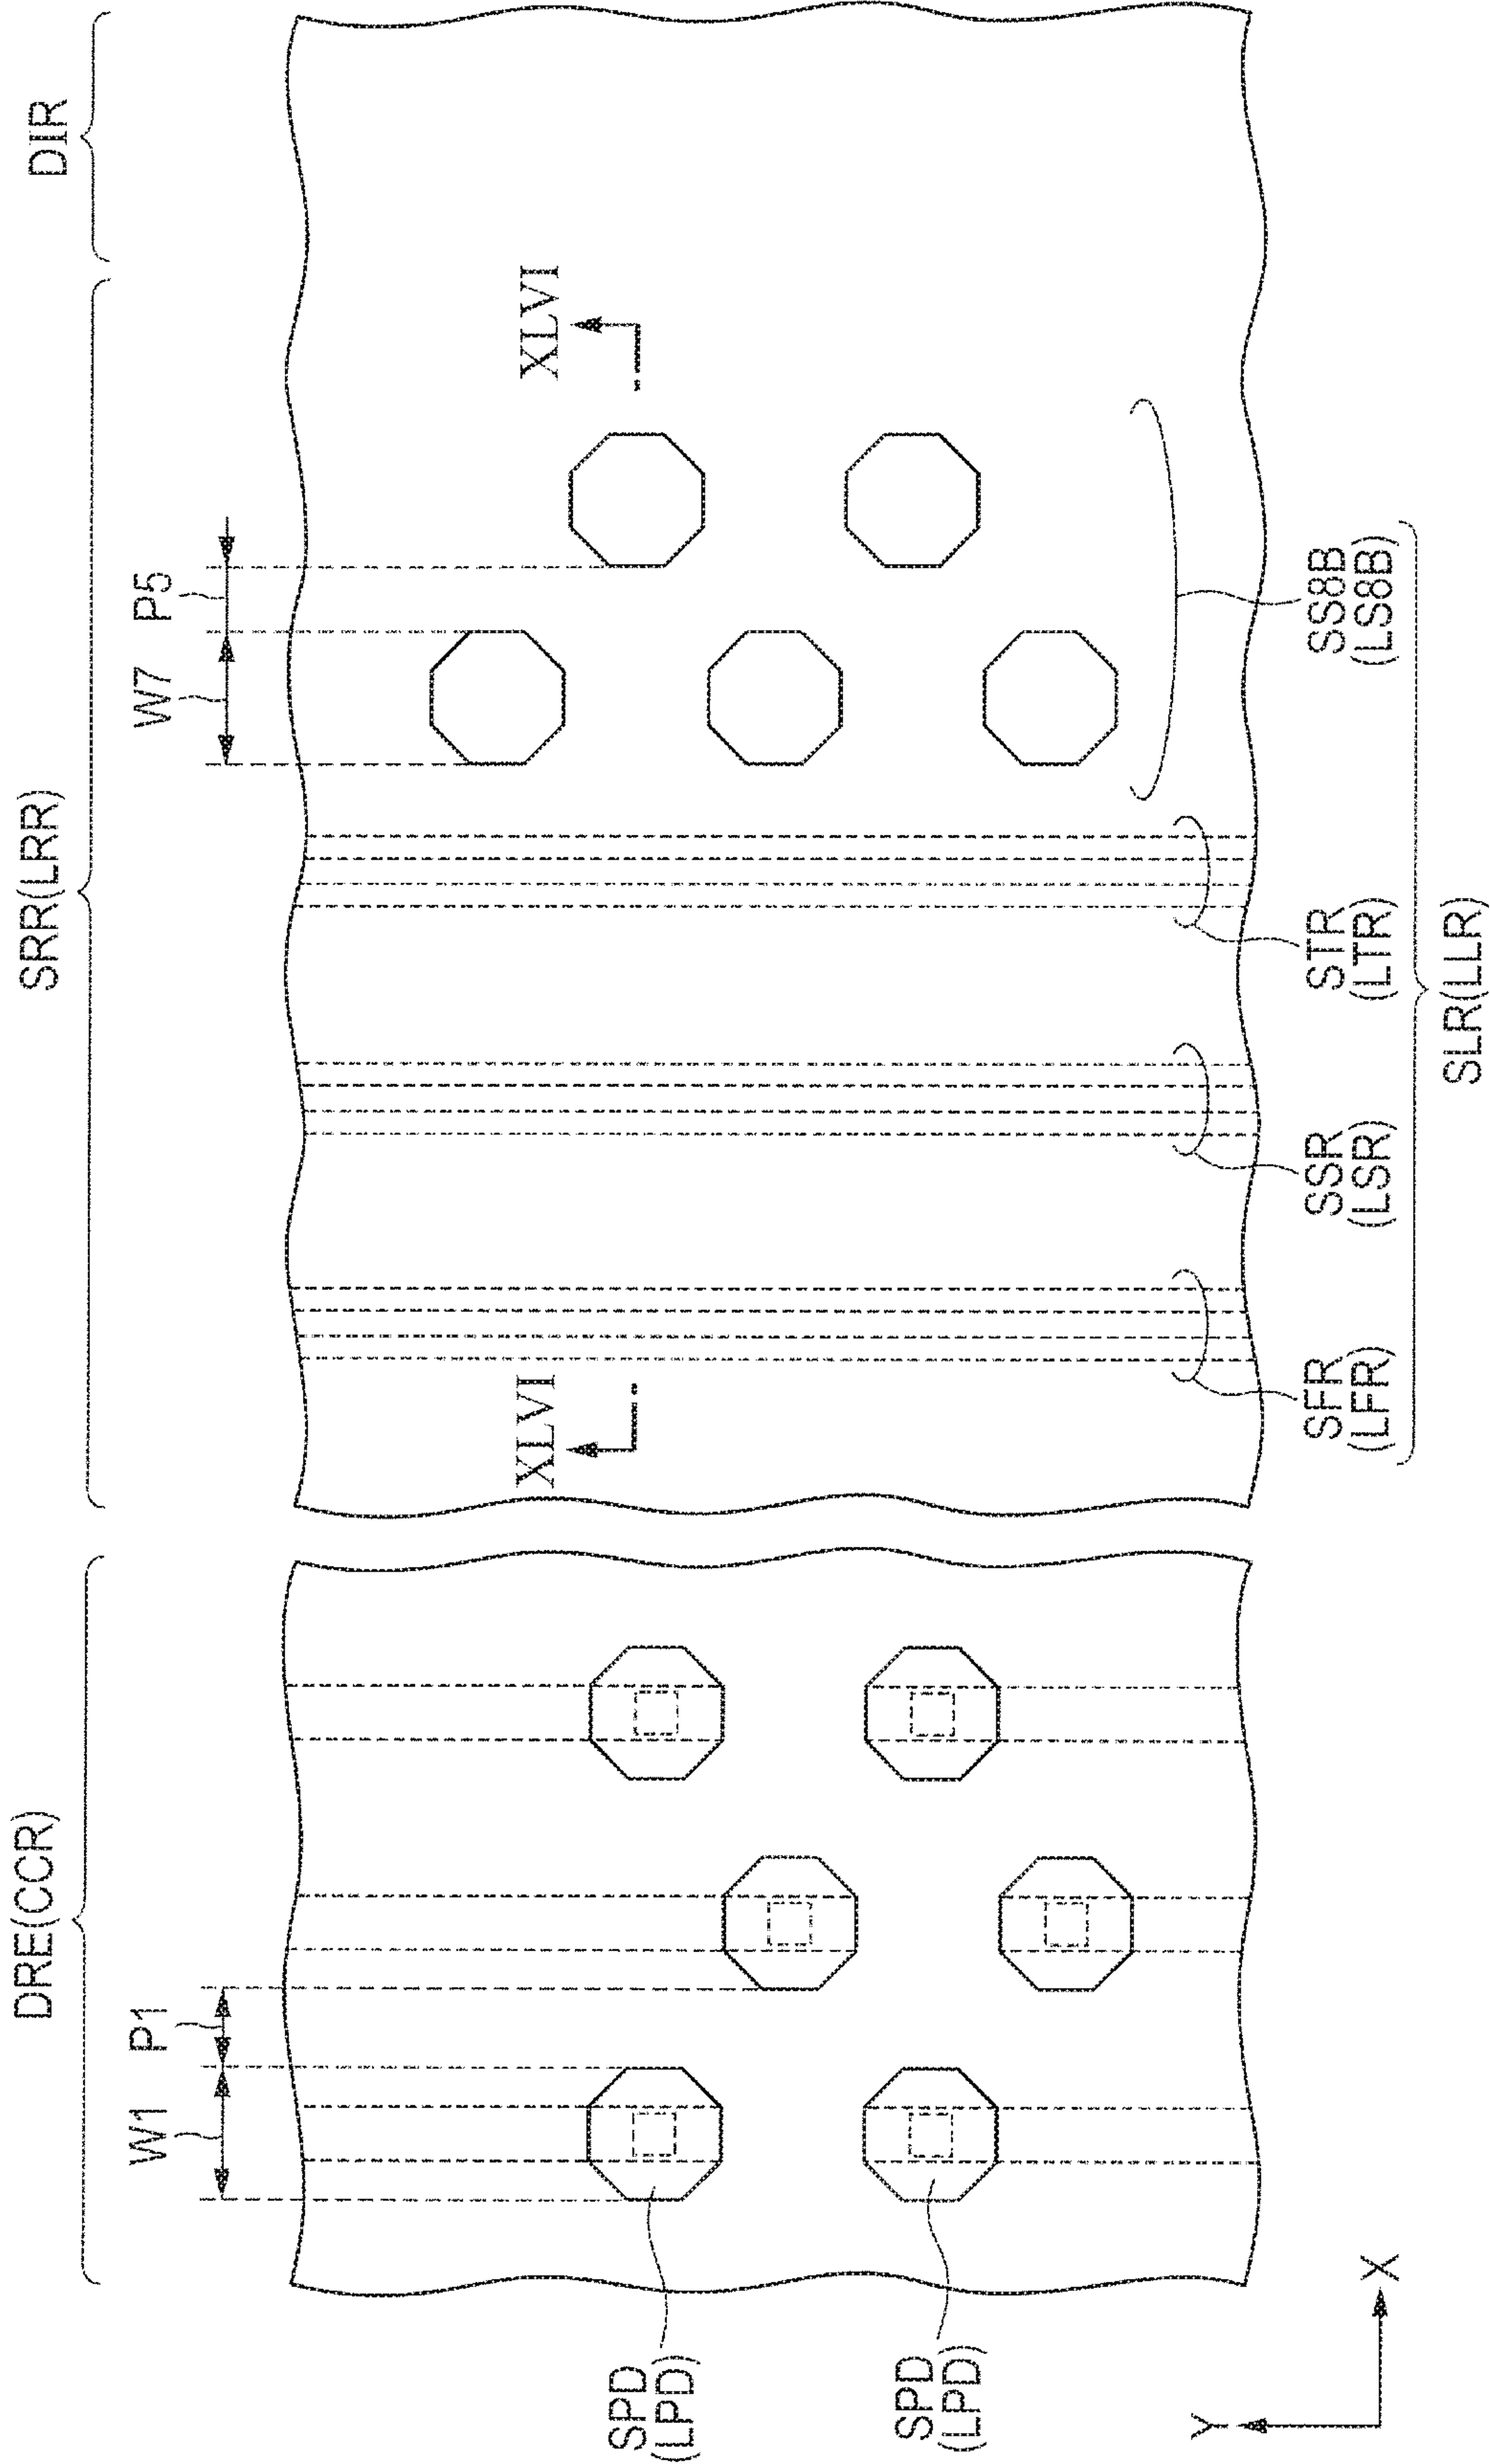 DRE(CCR)
SRR(LRR)
DIR
W1
P1
W7
P5
XLVI
XLVI
SPD
(LPD)
SPD
(LPD)
SFR
(LFR)
SSR
(LSR)
STR
(LTR)
SS8B
(LS8B)
SLR(LLR)
Y
X